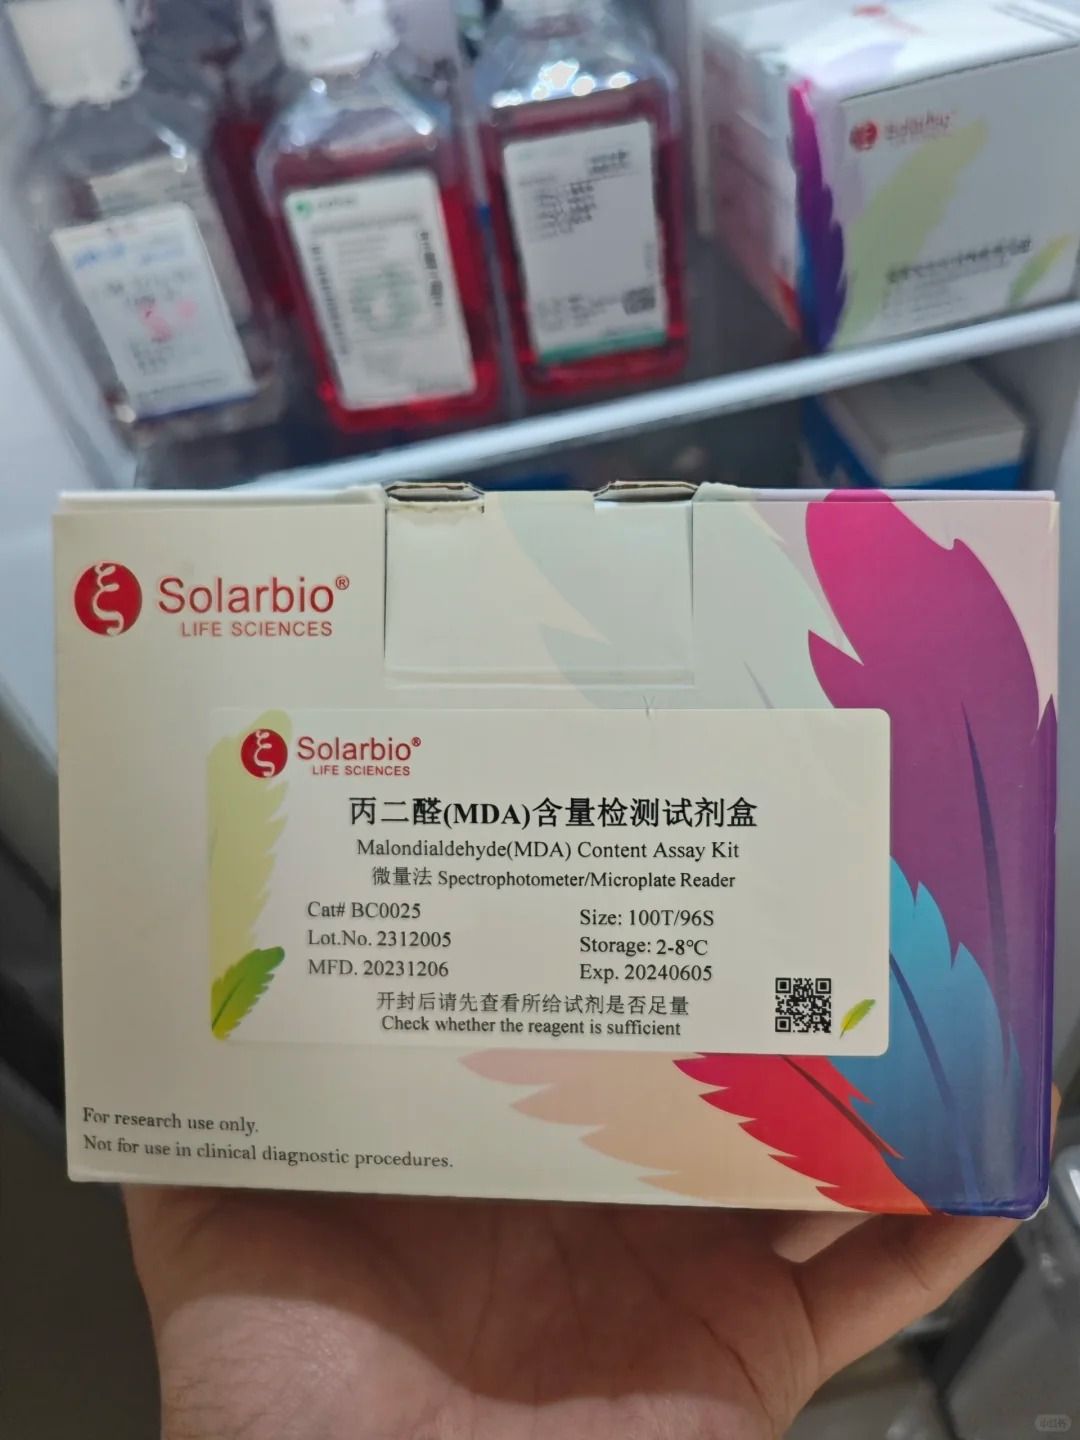 Solarbio®
LIFE SCIENCES
Solarbio®
LIFE SCIENCES
丙二醛(MDA)含量检测试剂盒
Malondialdehyde(MDA) Content Assay Kit
微量法 Spectrophotometer/Microplate Reader
Cat# BC0025
Size: 100T/96S
Lot.No. 2312005
Storage: 2-8℃
MFD. 20231206
Exp. 20240605
开封后请先查看所给试剂是否足量
Check whether the reagent is sufficient
For research use only.
Not for use in clinical diagnostic procedures.
小红书